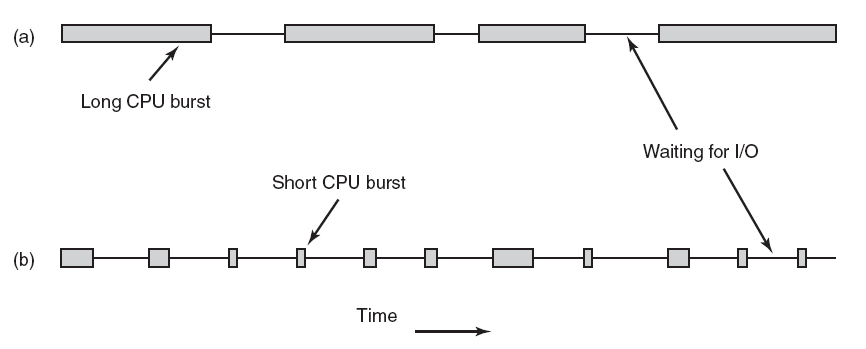 (a)
Long CPU burst
Waiting for I/O
Short CPU burst
(b)
Time